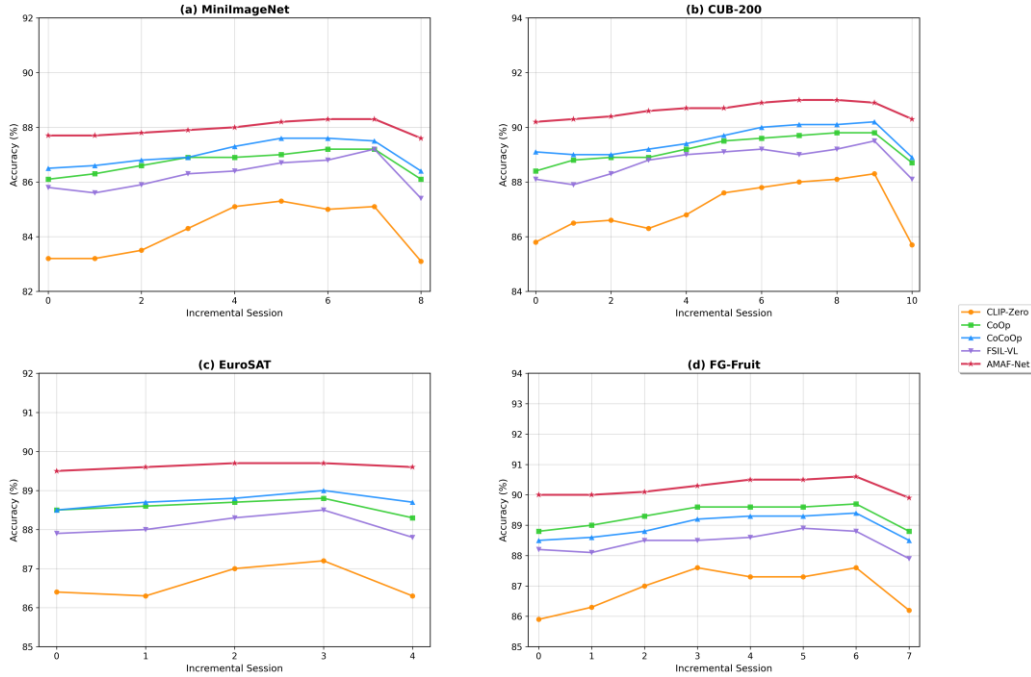 (a) MiniImageNet
92
90
88
86
84
82
Accuracy (%)
0 2 4 6 8
Incremental Session
(b) CUB-200
94
92
90
88
86
84
Accuracy (%)
0 2 4 6 8 10
Incremental Session
CLIP-Zero
CoOp
CoCoOp
FSIL-VL
AMAF-Net
(c) EuroSAT
92
91
90
89
88
87
86
85
Accuracy (%)
0 1 2 3 4
Incremental Session
(d) FG-Fruit
94
93
92
91
90
89
88
87
86
85
Accuracy (%)
0 1 2 3 4 5 6 7
Incremental Session